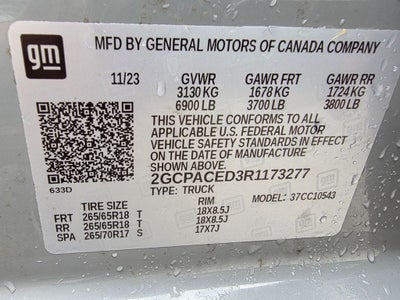 gm
MFD BY GENERAL MOTORS OF CANADA COMPANY
11/23 GVWR GAWR FRT GAWR RR
3130 KG 1678 KG 1724 KG
6900 LB 3700 LB 3800 LB
THIS VEHICLE CONFORMS TO ALL
APPLICABLE U.S. FEDERAL MOTOR
VEHICLE SAFETY STANDARDS IN EFFECT
ON THE DATE OF MANUFACTURE
SHOWN ABOVE.
2GCPACED3R1173277
633D
TYPE: TRUCK MODEL: 37CC10543
TIRE SIZE RIM
FRT 265/65R18 T 18X8.5J
RR 265/65R18 T 18X8.5J
SPA 265/70R17 S 17X7J